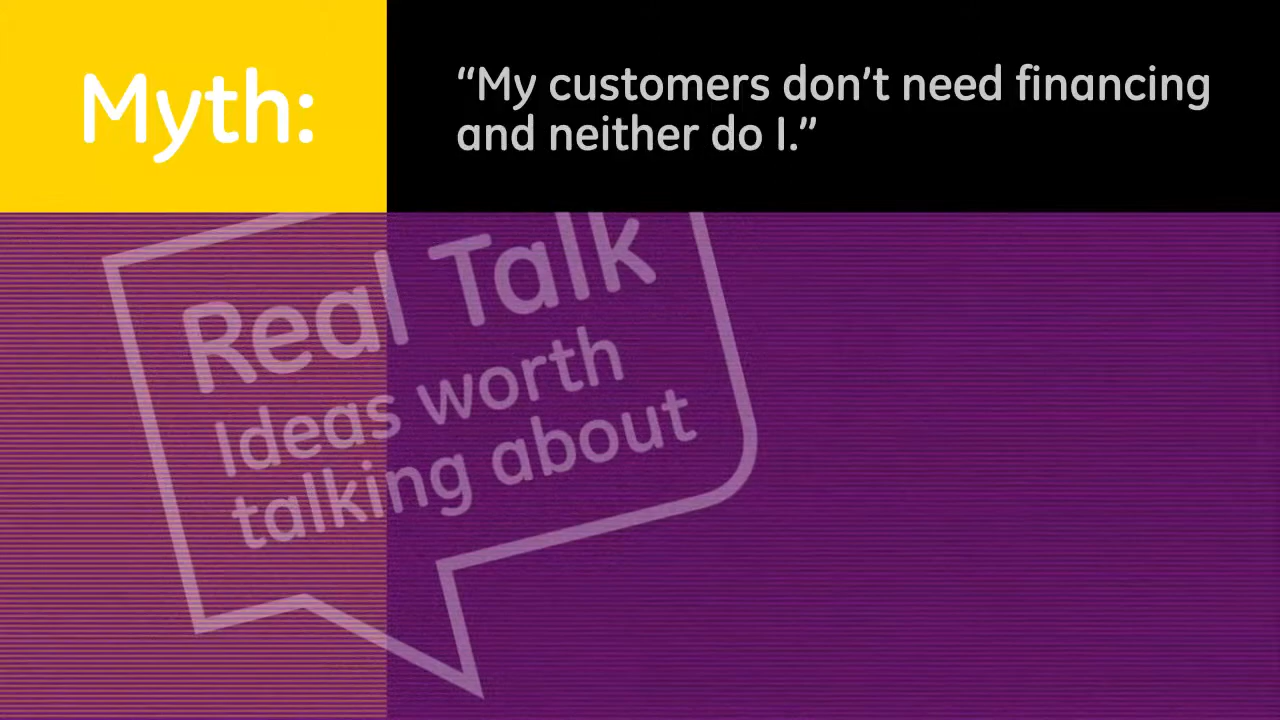 Myth:
“My customers don’t need financing
and neither do I.”
Real Talk
Ideas worth
talking about